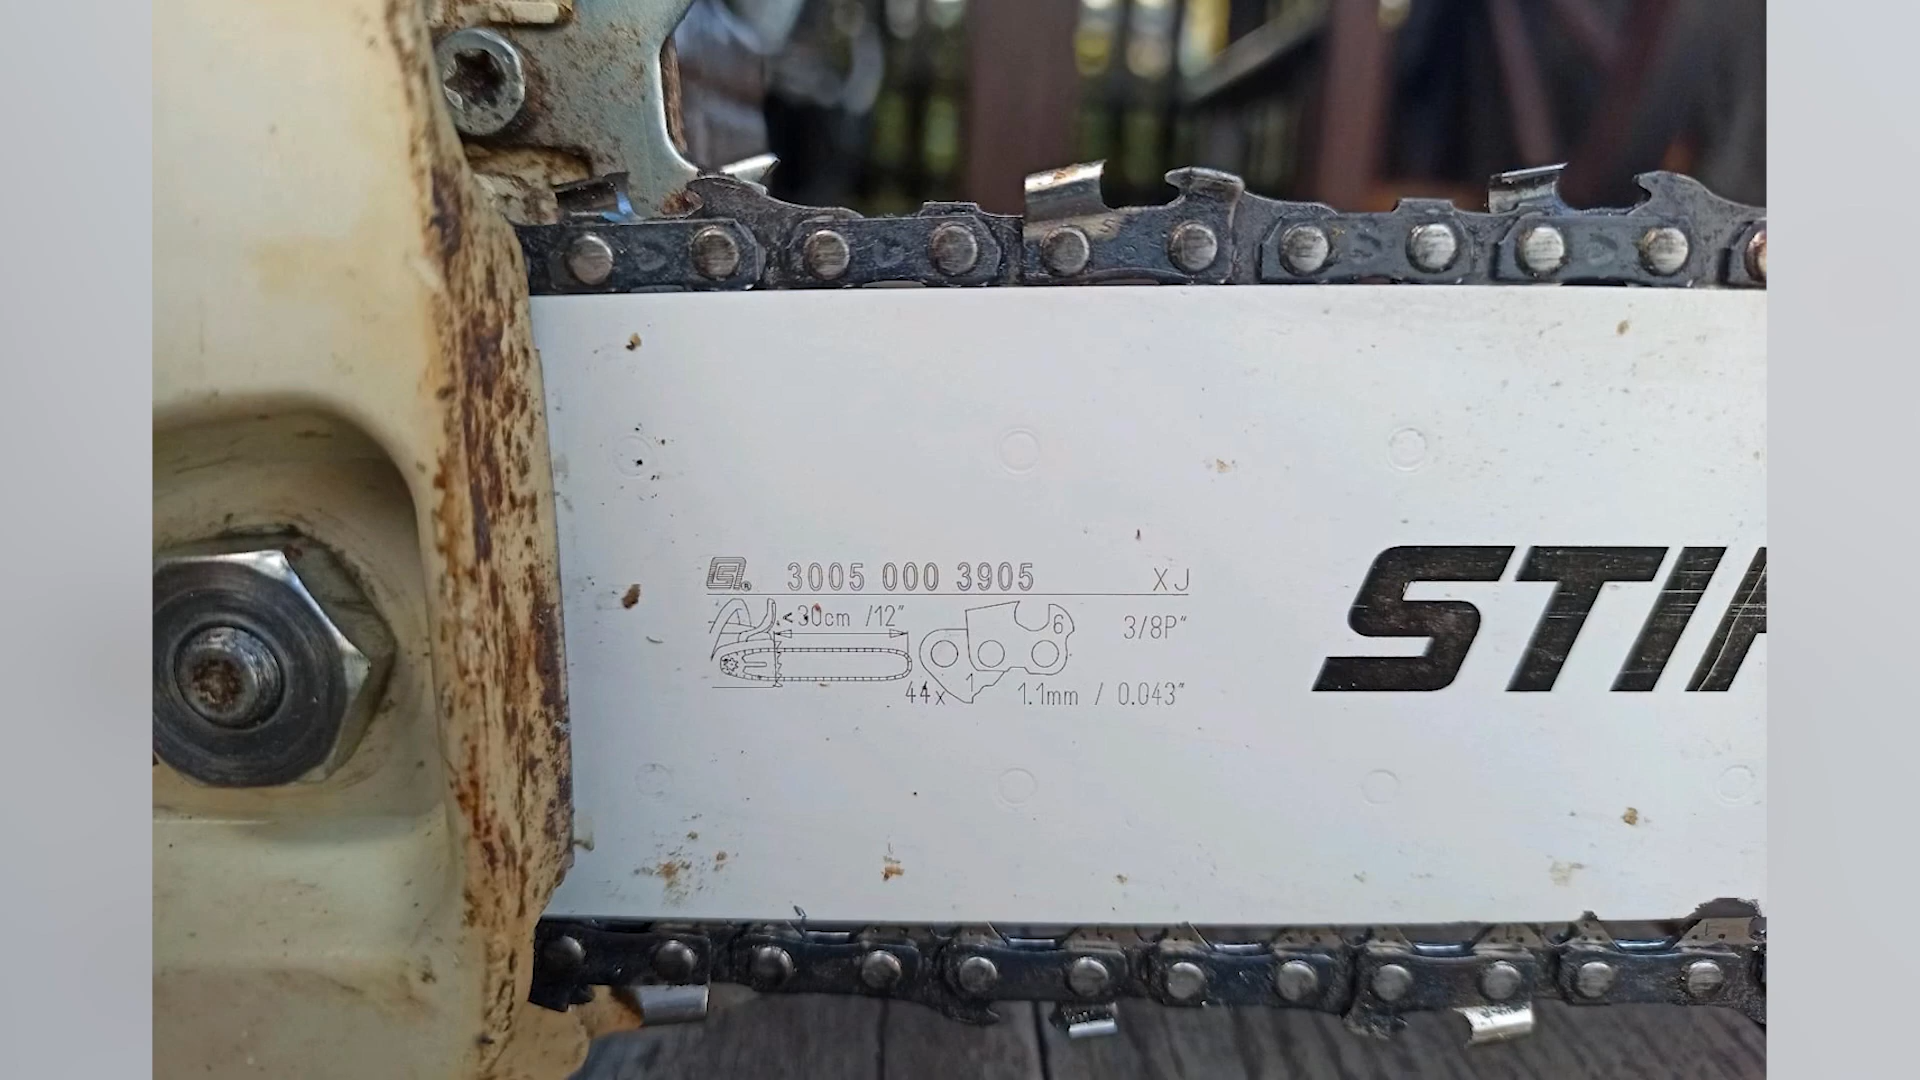 3005 000 3905 XJ
<30cm /12"
6
3/8P"
44x 1 1.1mm / 0.043"
STI